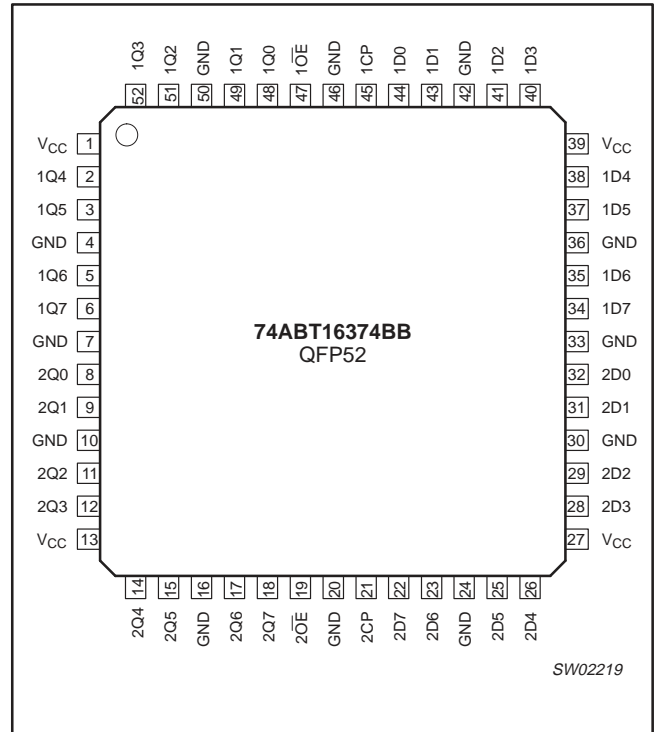 1Q3 1Q2 GND 1Q1 1Q0 1O̅E̅ GND 1CP 1D0 1D1 GND 1D2 1D3
52 51 50 49 48 47 46 45 44 43 42 41 40
VCC 1 39 VCC
1Q4 2 38 1D4
1Q5 3 37 1D5
GND 4 36 GND
1Q6 5 35 1D6
1Q7 6 34 1D7
GND 7 33 GND
74ABT16374BB
QFP52
2Q0 8 32 2D0
2Q1 9 31 2D1
GND 10 30 GND
2Q2 11 29 2D2
2Q3 12 28 2D3
VCC 13 27 VCC
14 15 16 17 18 19 20 21 22 23 24 25 26
2Q4 2Q5 GND 2Q6 2Q7 2O̅E̅ GND 2CP 2D7 2D6 GND 2D5 2D4
SW02219